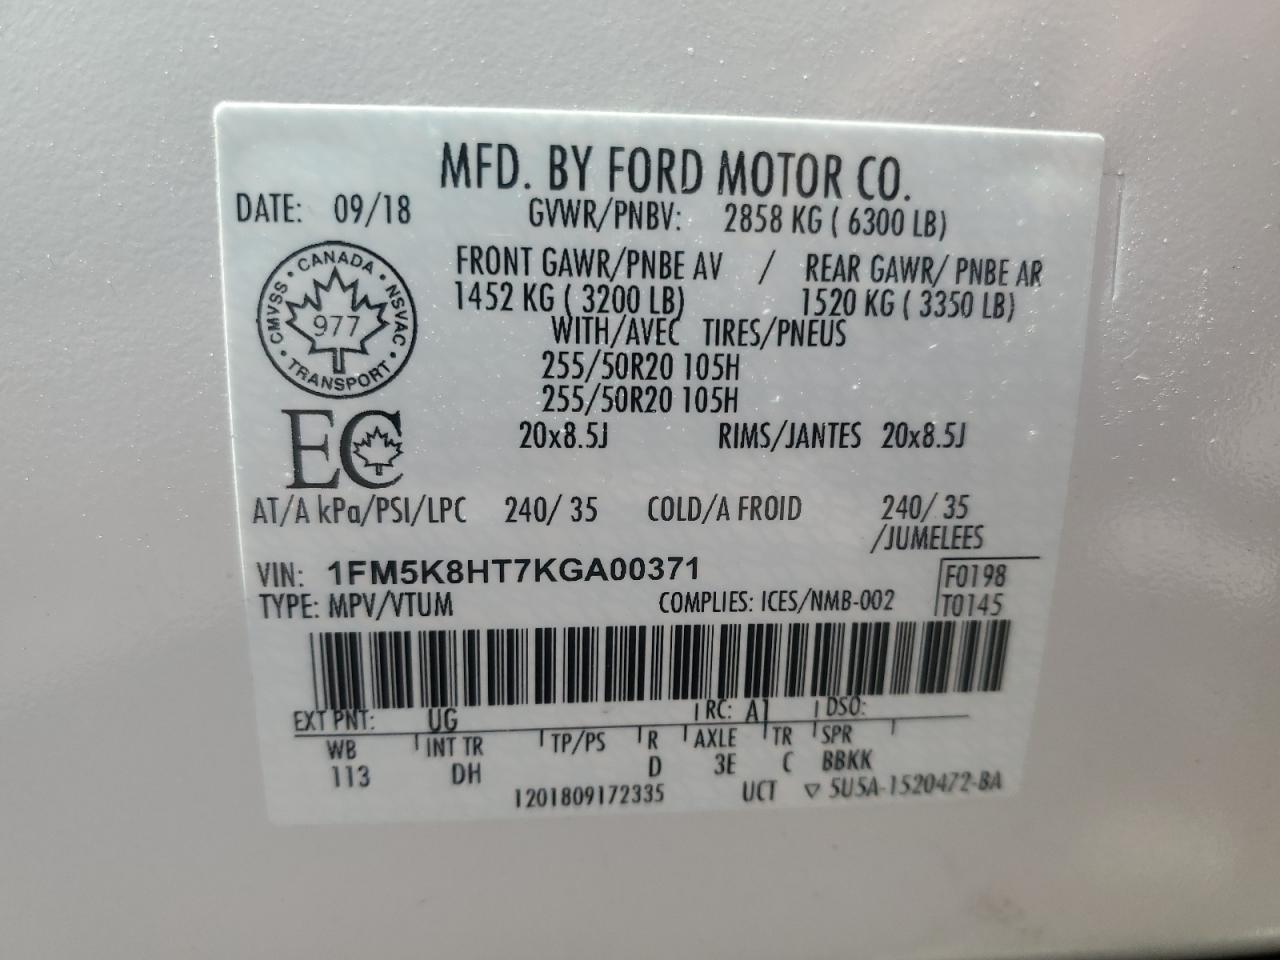 MFD. BY FORD MOTOR CO.
DATE: 09/18 GVWR/PNBV: 2858 KG ( 6300 LB)
CANADA
CMVSS NSVAC
977
TRANSPORT
FRONT GAWR/PNBE AV / REAR GAWR/ PNBE AR
1452 KG ( 3200 LB) 1520 KG ( 3350 LB)
WITH/AVEC TIRES/PNEUS
255/50R20 105H
255/50R20 105H
EC
20x8.5J RIMS/JANTES 20x8.5J
AT/A kPa/PSI/LPC 240/ 35 COLD/A FROID 240/ 35
/JUMELEES
VIN: 1FM5K8HT7KGA00371 F0198
TYPE: MPV/VTUM COMPLIES: ICES/NMB-002 T0145
EXT PNT: UG RC: A1 DSO:
WB INT TR TP/PS R AXLE TR SPR
113 DH D 3E C BBKK
1201809172335 UCT ▽ 5U5A-1520472-BA